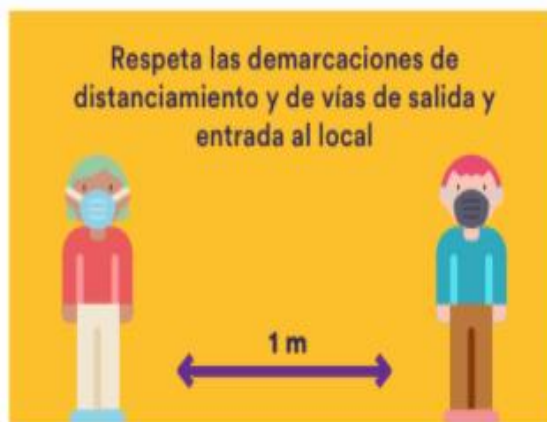 Respeta las demarcaciones de
distanciamiento y de vías de salida y
entrada al local
1 m